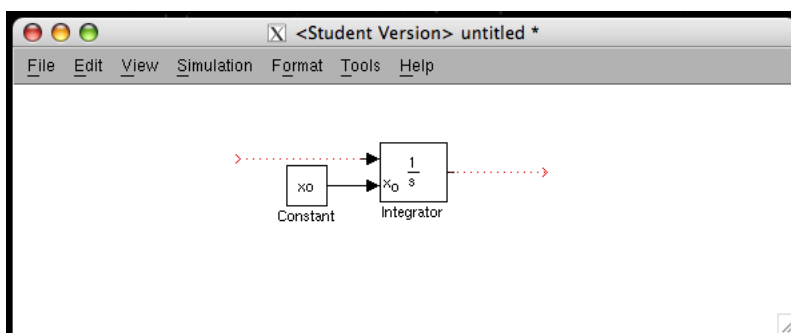 X <Student Version> untitled *
File Edit View Simulation Format Tools Help
1
xo
xo s
Constant
Integrator